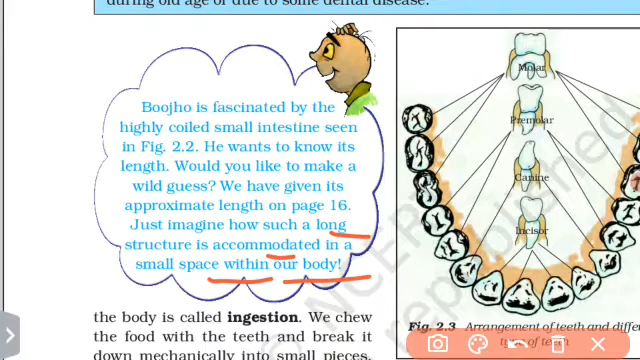 during old age or due to some dental disease.
Boojho is fascinated by the
highly coiled small intestine seen
in Fig. 2.2. He wants to know its
length. Would you like to make a
wild guess? We have given its
approximate length on page 16.
Just imagine how such a long
structure is accommodated in a
small space within our body!
the body is called ingestion. We chew
the food with the teeth and break it
down mechanically into small pieces.
Molar
Premolar
Canine
Incisor
Fig. 2.3 Arrangement of teeth and
type of teeth